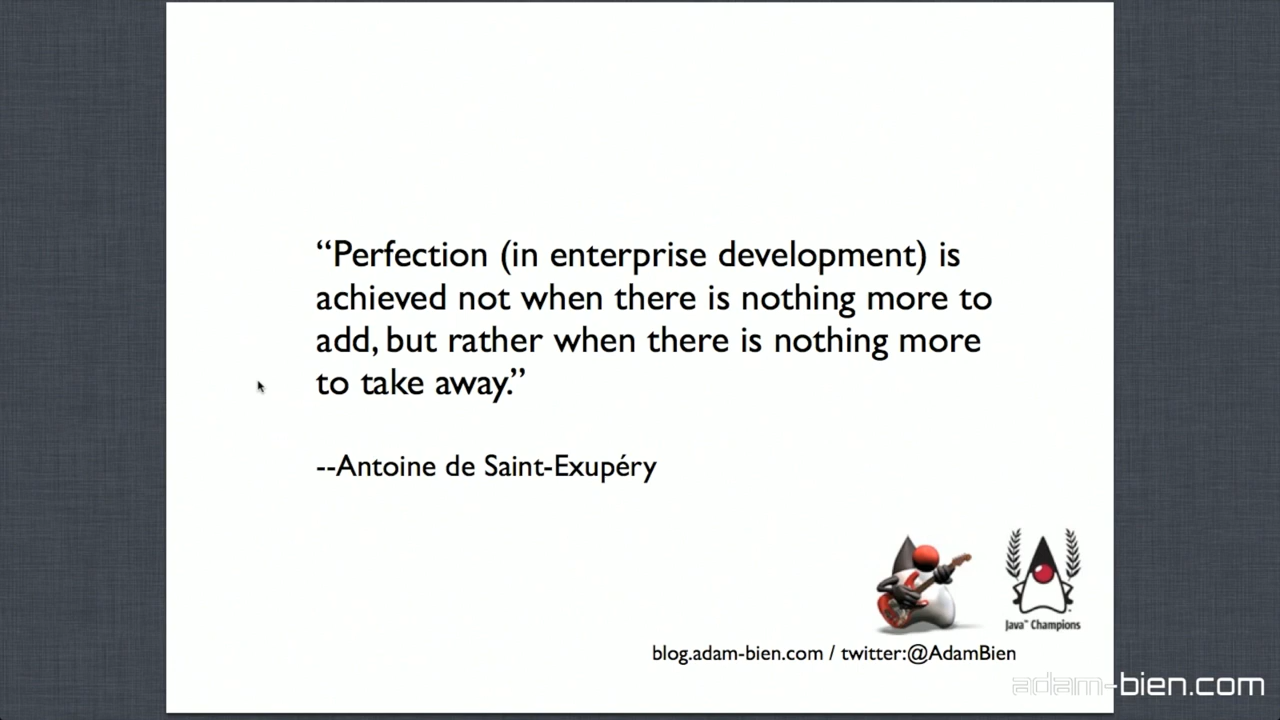 “Perfection (in enterprise development) is
achieved not when there is nothing more to
add, but rather when there is nothing more
to take away.”
--Antoine de Saint-Exupéry
Java™ Champions
blog.adam-bien.com / twitter:@AdamBien
adam-bien.com